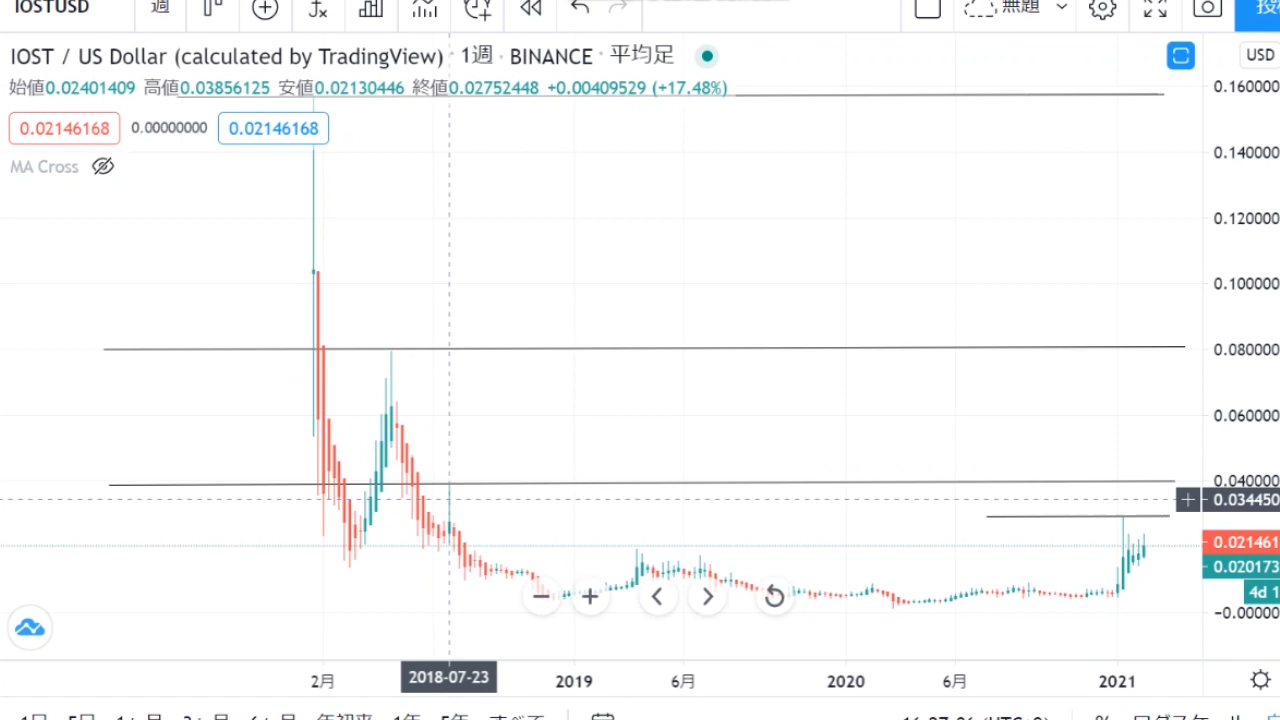 IOSTUSD 週 無題
IOST / US Dollar (calculated by TradingView) · 1週 · BINANCE · 平均足
始値0.02401409 高値0.03856125 安値0.02130446 終値0.02752448 +0.00409529 (+17.48%)
0.02146168 0.00000000 0.02146168
MA Cross
USD
0.160000
0.140000
0.120000
0.100000
0.080000
0.060000
0.040000
0.034450
0.021461
0.020173
4d 1
-0.00000
2月 2018-07-23 2019 6月 2020 6月 2021